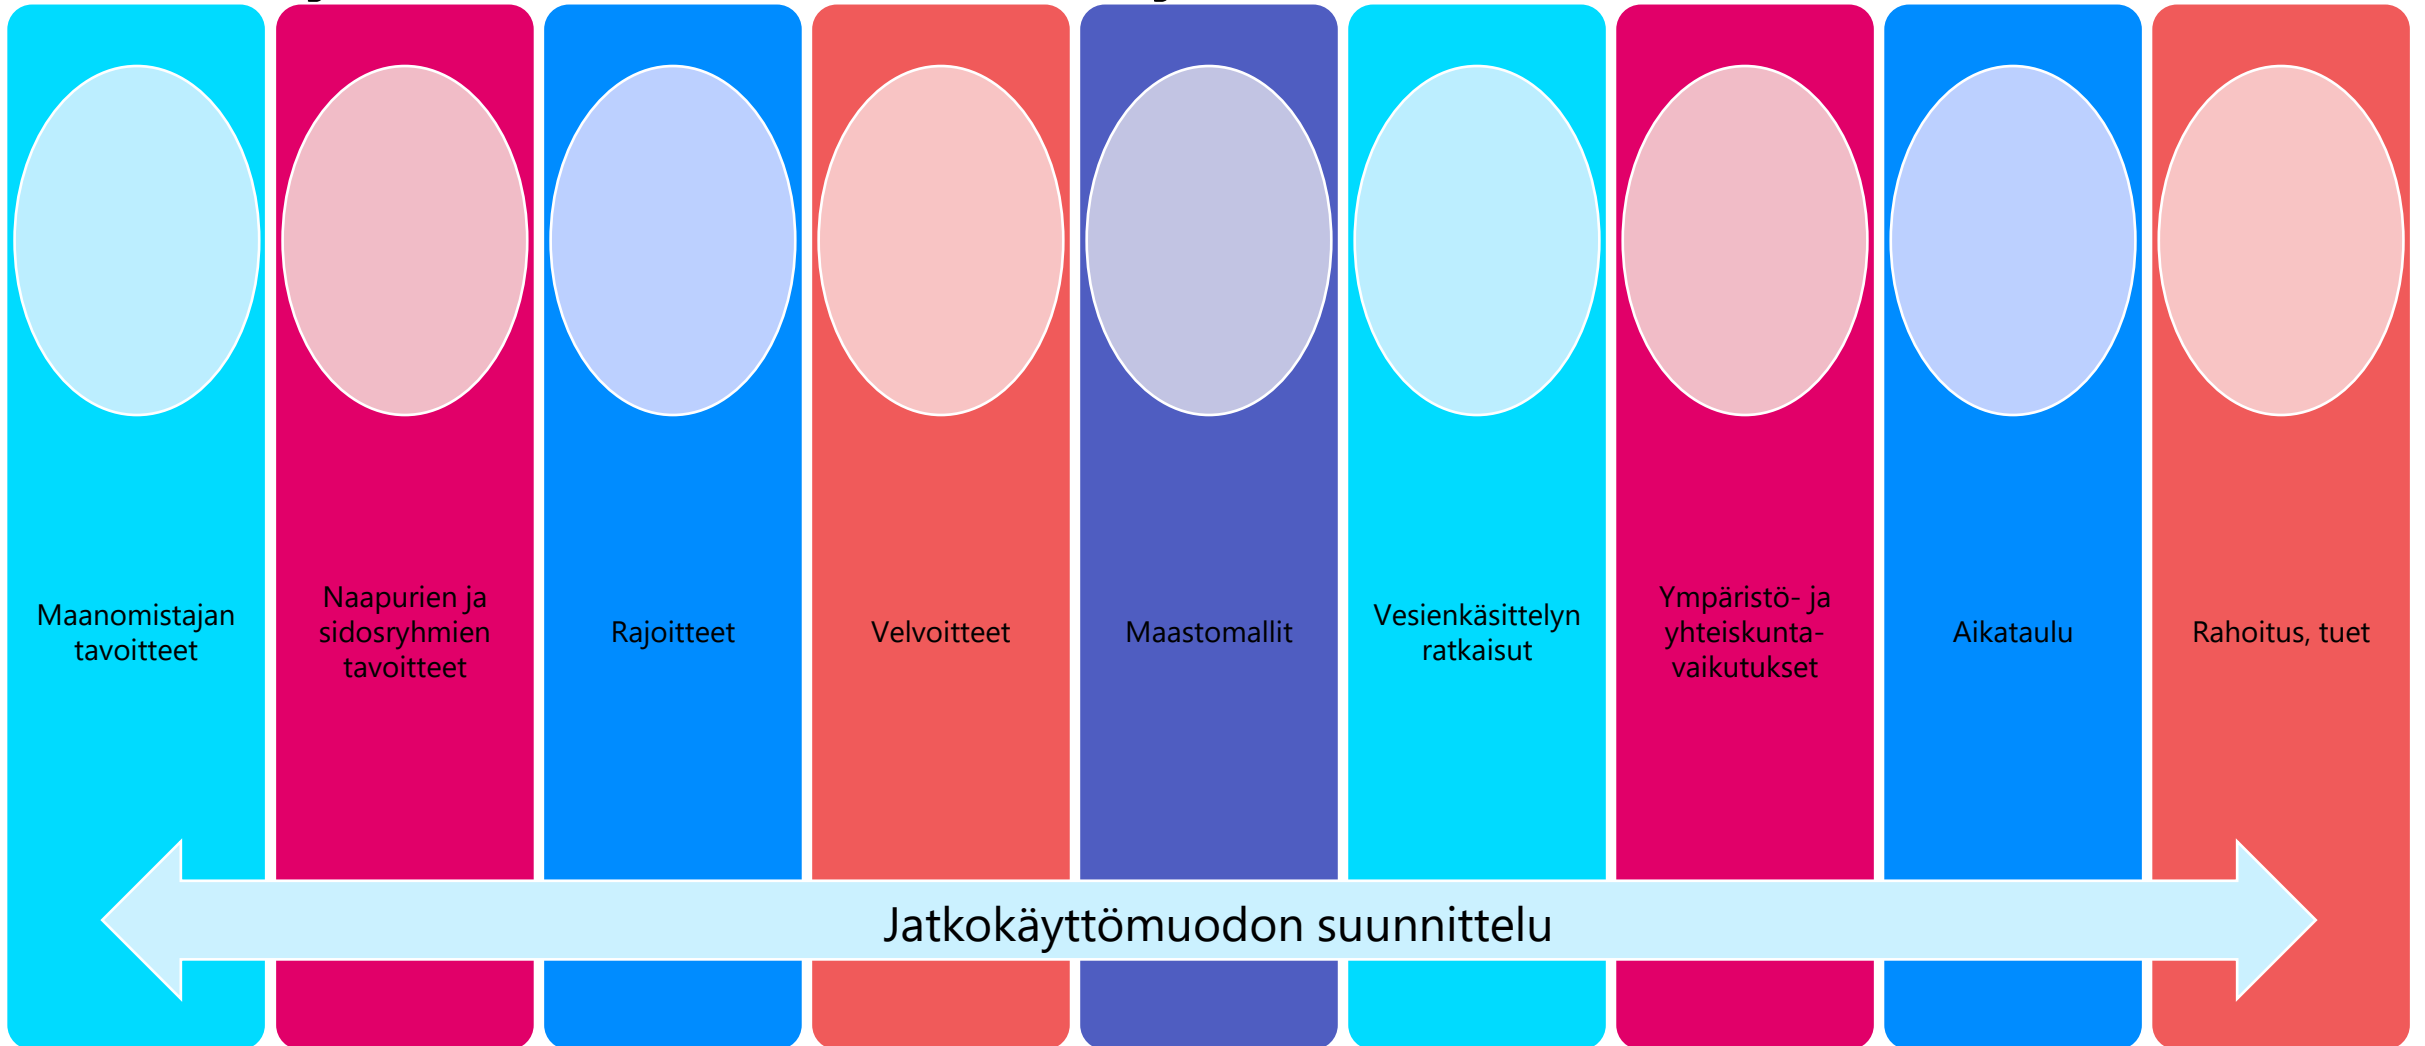 Maanomistajan
tavoitteet
Naapurien ja
sidosryhmien
tavoitteet
Rajoitteet
Velvoitteet
Maastomallit
Vesienkäsittelyn
ratkaisut
Ympäristö- ja
yhteiskunta-
vaikutukset
Aikataulu
Rahoitus, tuet
Jatkokäyttömuodon suunnittelu